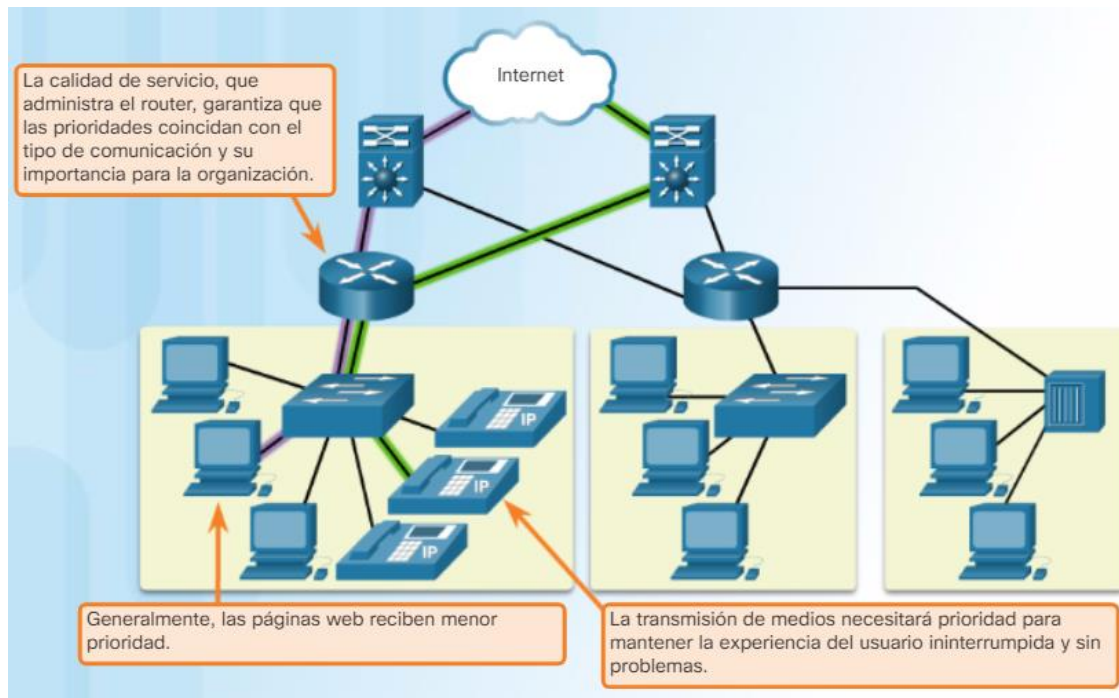 Internet
La calidad de servicio, que
administra el router, garantiza que
las prioridades coincidan con el
tipo de comunicación y su
importancia para la organización.
IP
IP
IP
Generalmente, las páginas web reciben menor
prioridad.
La transmisión de medios necesitará prioridad para
mantener la experiencia del usuario ininterrumpida y sin
problemas.